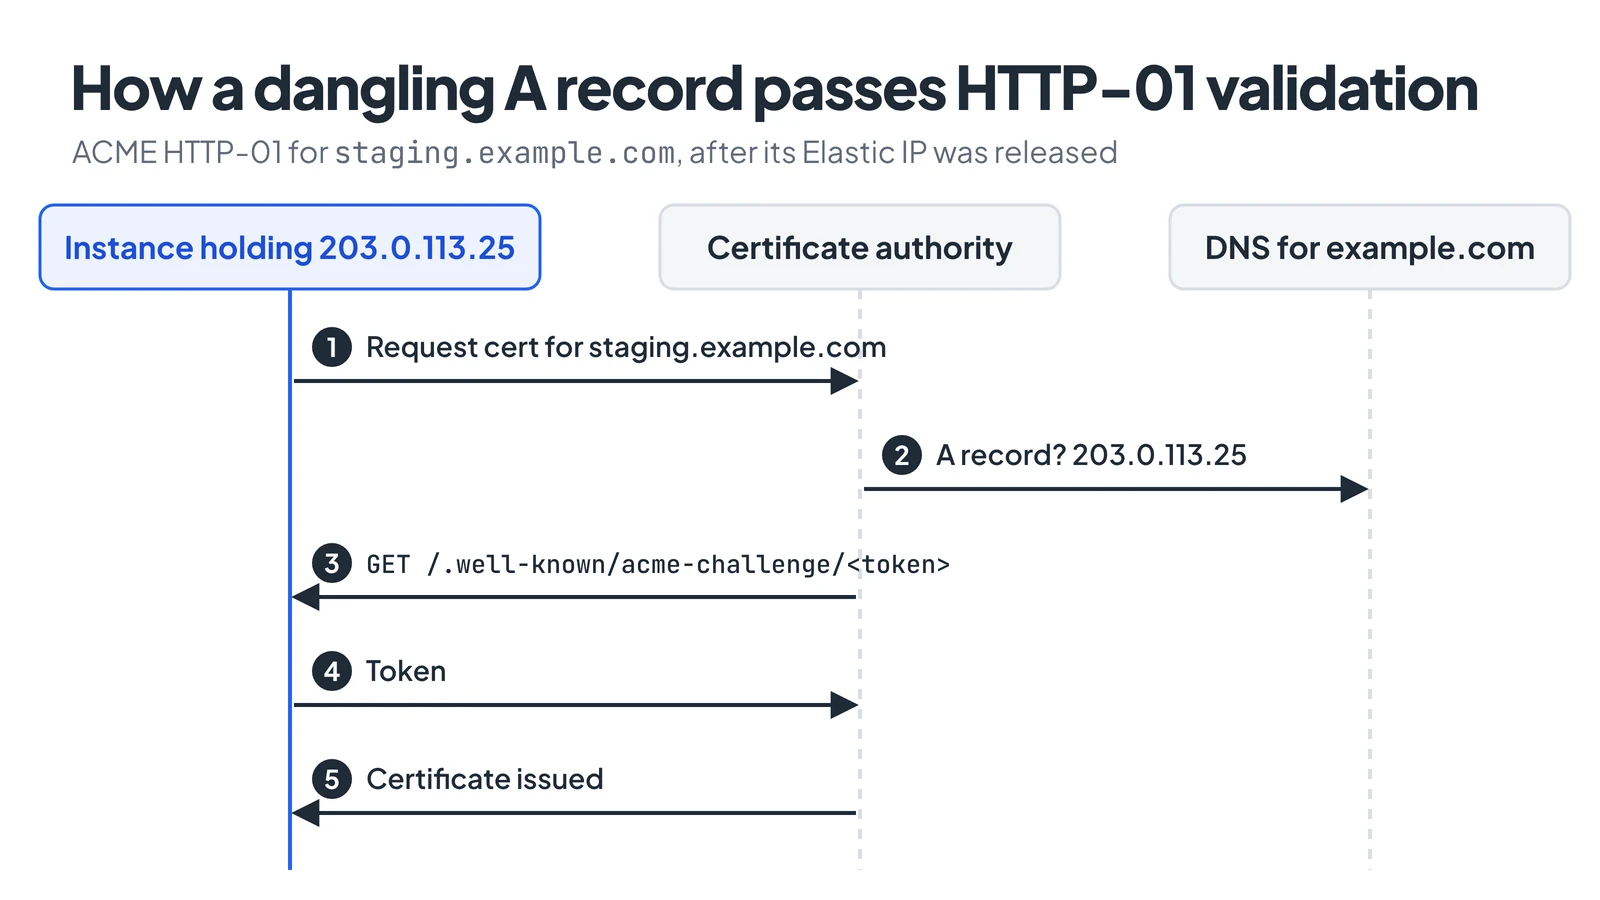 How a dangling A record passes HTTP-01 validation
ACME HTTP-01 for staging.example.com, after its Elastic IP was released
Instance holding 203.0.113.25
Certificate authority
DNS for example.com
1 Request cert for staging.example.com
2 A record? 203.0.113.25
3 GET /.well-known/acme-challenge/<token>
4 Token
5 Certificate issued